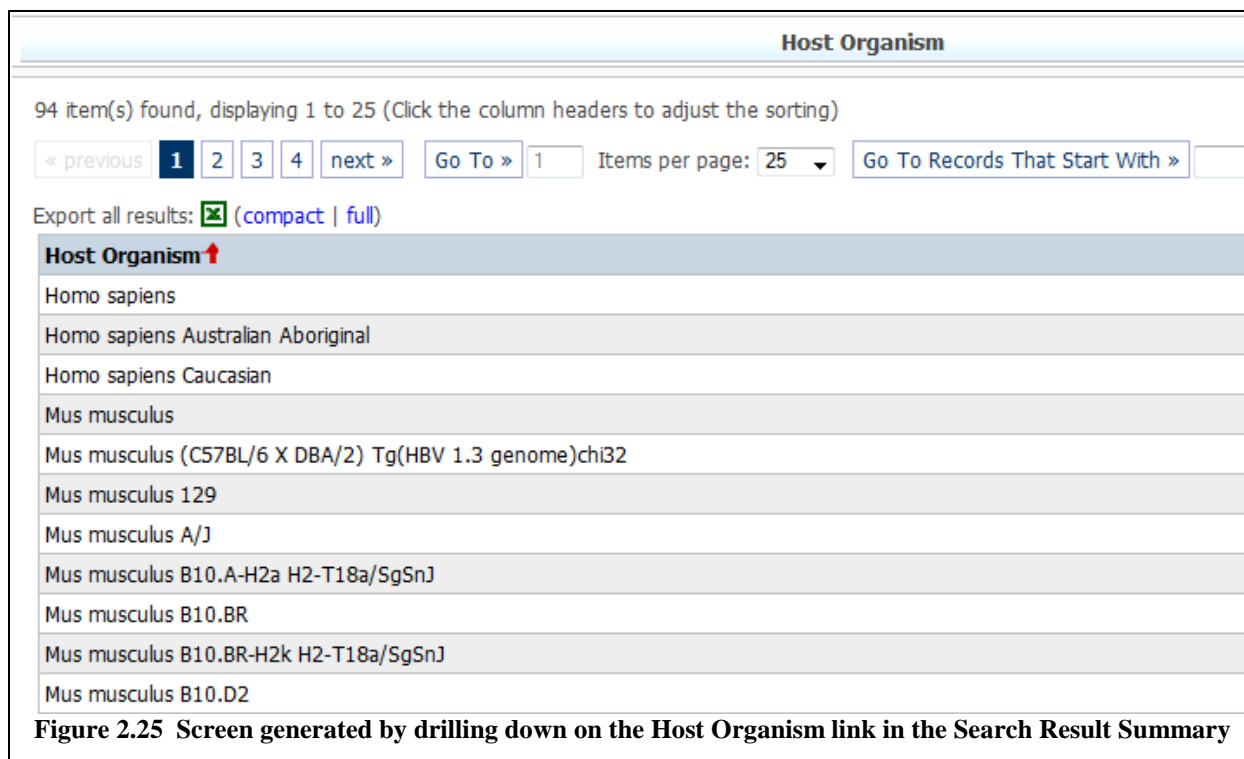 Host Organism
94 item(s) found, displaying 1 to 25 (Click the column headers to adjust the sorting)
« previous 1 2 3 4 next » Go To » 1 Items per page: 25 Go To Records That Start With »
Export all results: (compact | full)
Host Organism
Homo sapiens
Homo sapiens Australian Aboriginal
Homo sapiens Caucasian
Mus musculus
Mus musculus (C57BL/6 X DBA/2) Tg(HBV 1.3 genome)chi32
Mus musculus 129
Mus musculus A/J
Mus musculus B10.A-H2a H2-T18a/SgSnJ
Mus musculus B10.BR
Mus musculus B10.BR-H2k H2-T18a/SgSnJ
Mus musculus B10.D2
Figure 2.25 Screen generated by drilling down on the Host Organism link in the Search Result Summary